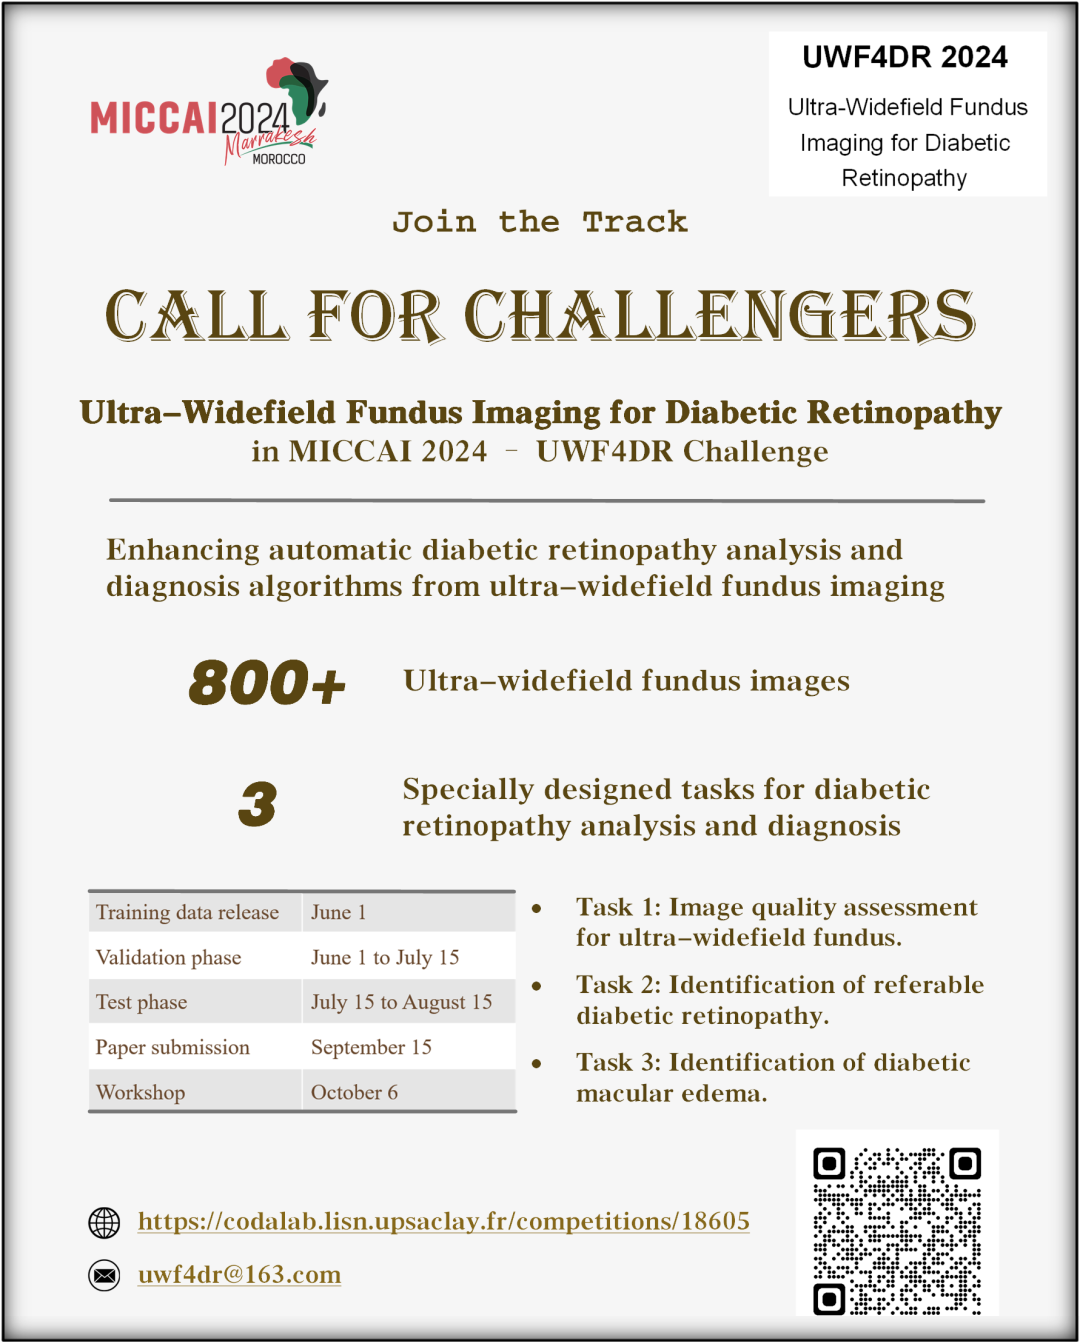 MICCAI2024
Marrakesh
MOROCCO
UWF4DR 2024
Ultra-Widefield Fundus
Imaging for Diabetic
Retinopathy
Join the Track
CALL FOR CHALLENGERS
Ultra-Widefield Fundus Imaging for Diabetic Retinopathy
in MICCAI 2024 - UWF4DR Challenge
Enhancing automatic diabetic retinopathy analysis and
diagnosis algorithms from ultra-widefield fundus imaging
800+ Ultra-widefield fundus images
3 Specially designed tasks for diabetic
retinopathy analysis and diagnosis
Training data release June 1
Validation phase June 1 to July 15
Test phase July 15 to August 15
Paper submission September 15
Workshop October 6
• Task 1: Image quality assessment
for ultra-widefield fundus.
• Task 2: Identification of referable
diabetic retinopathy.
• Task 3: Identification of diabetic
macular edema.
https://codalab.lisn.upsaclay.fr/competitions/18605
uwf4dr@163.com